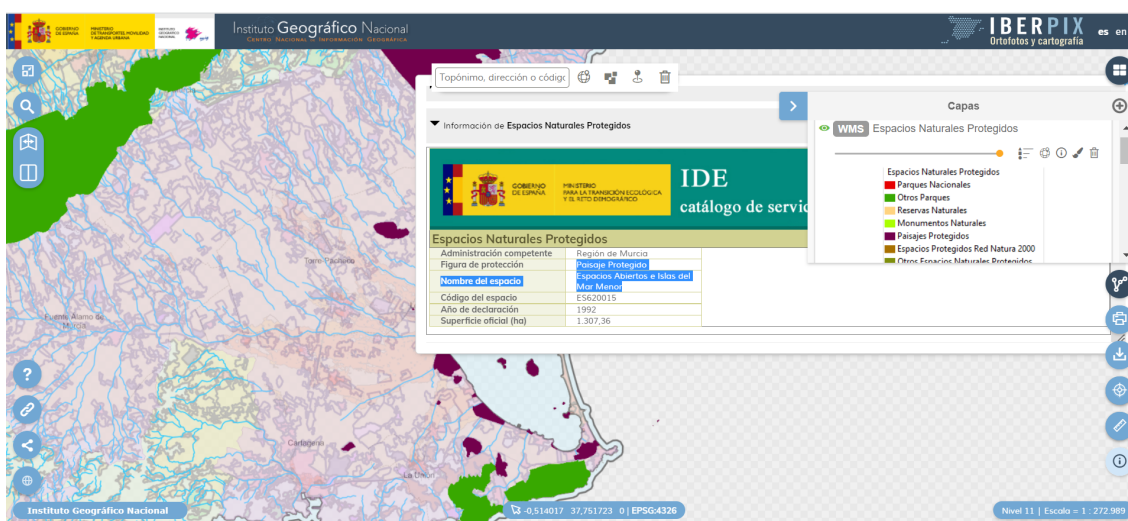 GOBIERNO DE ESPAÑA
MINISTERIO DE TRANSPORTES, MOVILIDAD Y AGENDA URBANA
Instituto Geográfico Nacional
CENTRO NACIONAL DE INFORMACIÓN GEOGRÁFICA
IBERPIX
Ortofotos y cartografía
es en
Topónimo, dirección o códig
Información de Espacios Naturales Protegidos
GOBIERNO DE ESPAÑA
MINISTERIO PARA LA TRANSICIÓN ECOLÓGICA Y EL RETO DEMOGRÁFICO
IDE
catálogo de servic
Espacios Naturales Protegidos
Administración competente Región de Murcia
Figura de protección Paisaje Protegido
Nombre del espacio Espacios Abiertos e Islas del Mar Menor
Código del espacio ES620015
Año de declaración 1992
Superficie oficial (ha) 1.307,36
Capas
WMS Espacios Naturales Protegidos
Espacios Naturales Protegidos
Parques Nacionales
Otros Parques
Reservas Naturales
Monumentos Naturales
Paisajes Protegidos
Espacios Protegidos Red Natura 2000
Otros Espacios Naturales Protegidos
Torre Pacheco
Fuente Álamo de Murcia
Cartagena
La Unión
Instituto Geográfico Nacional
-0,514017 37,751723 0 | EPSG:4326
Nivel 11 | Escala = 1 : 272.989